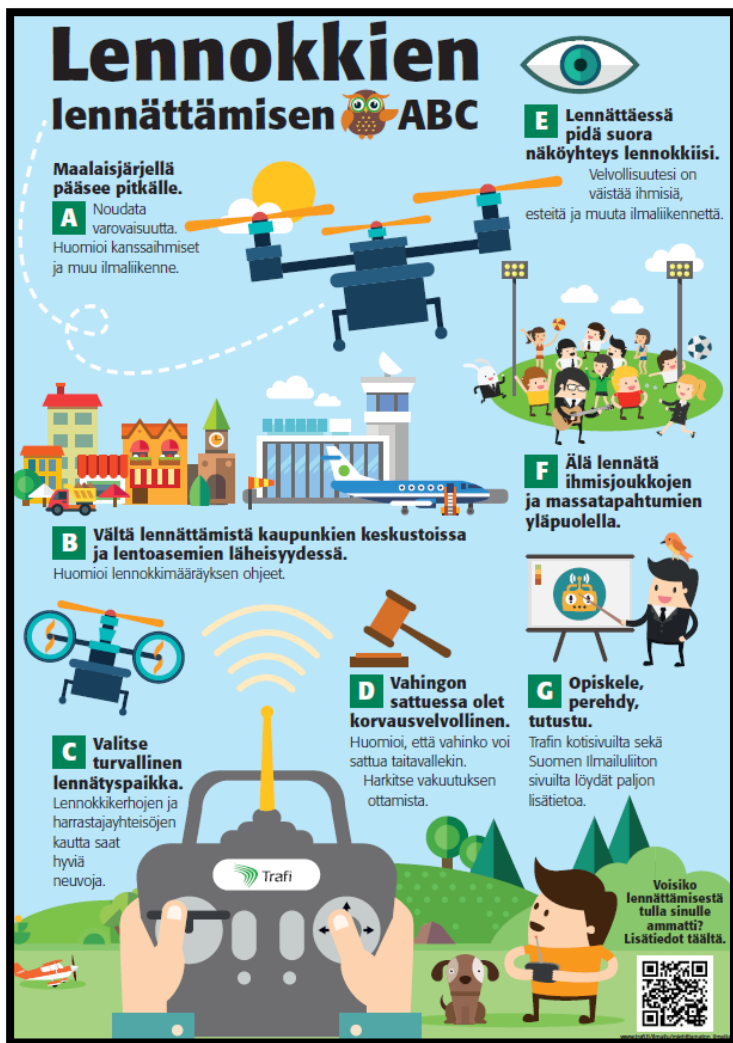 Lennokkien
lennättämisen ABC
Maalaisjärjellä
pääsee pitkälle.
A Noudata
varovaisuutta.
Huomioi kanssaihmiset
ja muu ilmaliikenne.
B Vältä lennättämistä kaupunkien keskustoissa
ja lentoasemien läheisyydessä.
Huomioi lennokkimääräyksen ohjeet.
C Valitse
turvallinen
lennätyspaikka.
Lennokkikerhojen ja
harrastajayhteisöjen
kautta saat
hyviä
neuvoja.
D Vahingon
sattuessa olet
korvausvelvollinen.
Huomioi, että vahinko voi
sattua taitavallekin.
Harkitse vakuutuksen
ottamista.
E Lennättäessä
pidä suora
näköyhteys lennokkiisi.
Velvollisuutesi on
väistää ihmisiä,
esteitä ja muuta ilmaliikennettä.
F Älä lennätä
ihmisjoukkojen
ja massatapahtumien
yläpuolella.
G Opiskele,
perehdy,
tutustu.
Trafin kotisivuilta sekä
Suomen Ilmailuliiton
sivuilta löydät paljon
lisätietoa.
Trafi
Voisiko
lennättämisestä
tulla sinulle
ammatti?
Lisätiedot täältä.